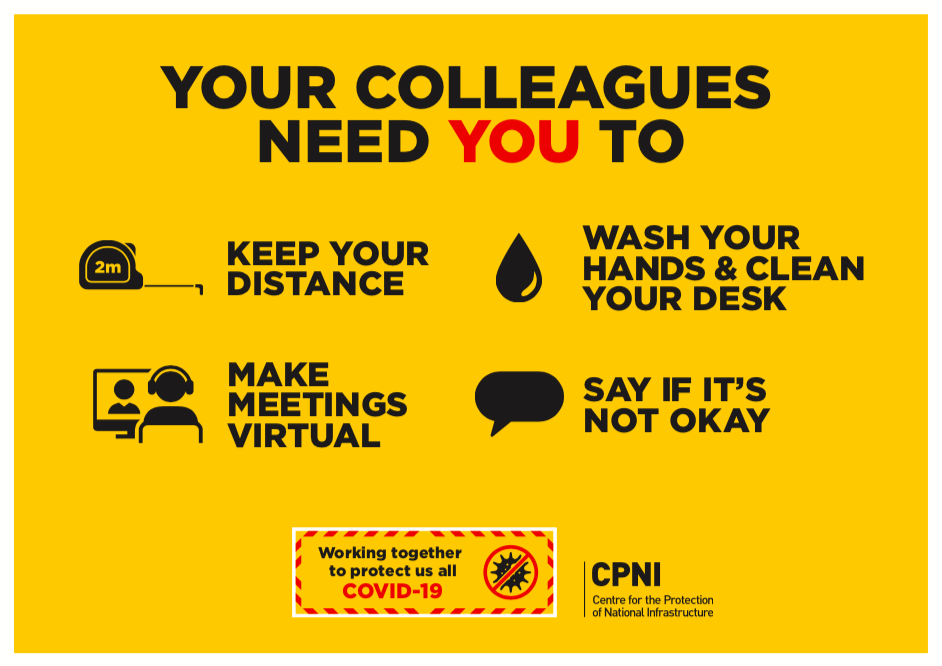 YOUR COLLEAGUES
NEED YOU TO
2m
KEEP YOUR
DISTANCE
WASH YOUR
HANDS & CLEAN
YOUR DESK
MAKE
MEETINGS
VIRTUAL
SAY IF IT’S
NOT OKAY
Working together
to protect us all
COVID-19
CPNI
Centre for the Protection
of National Infrastructure